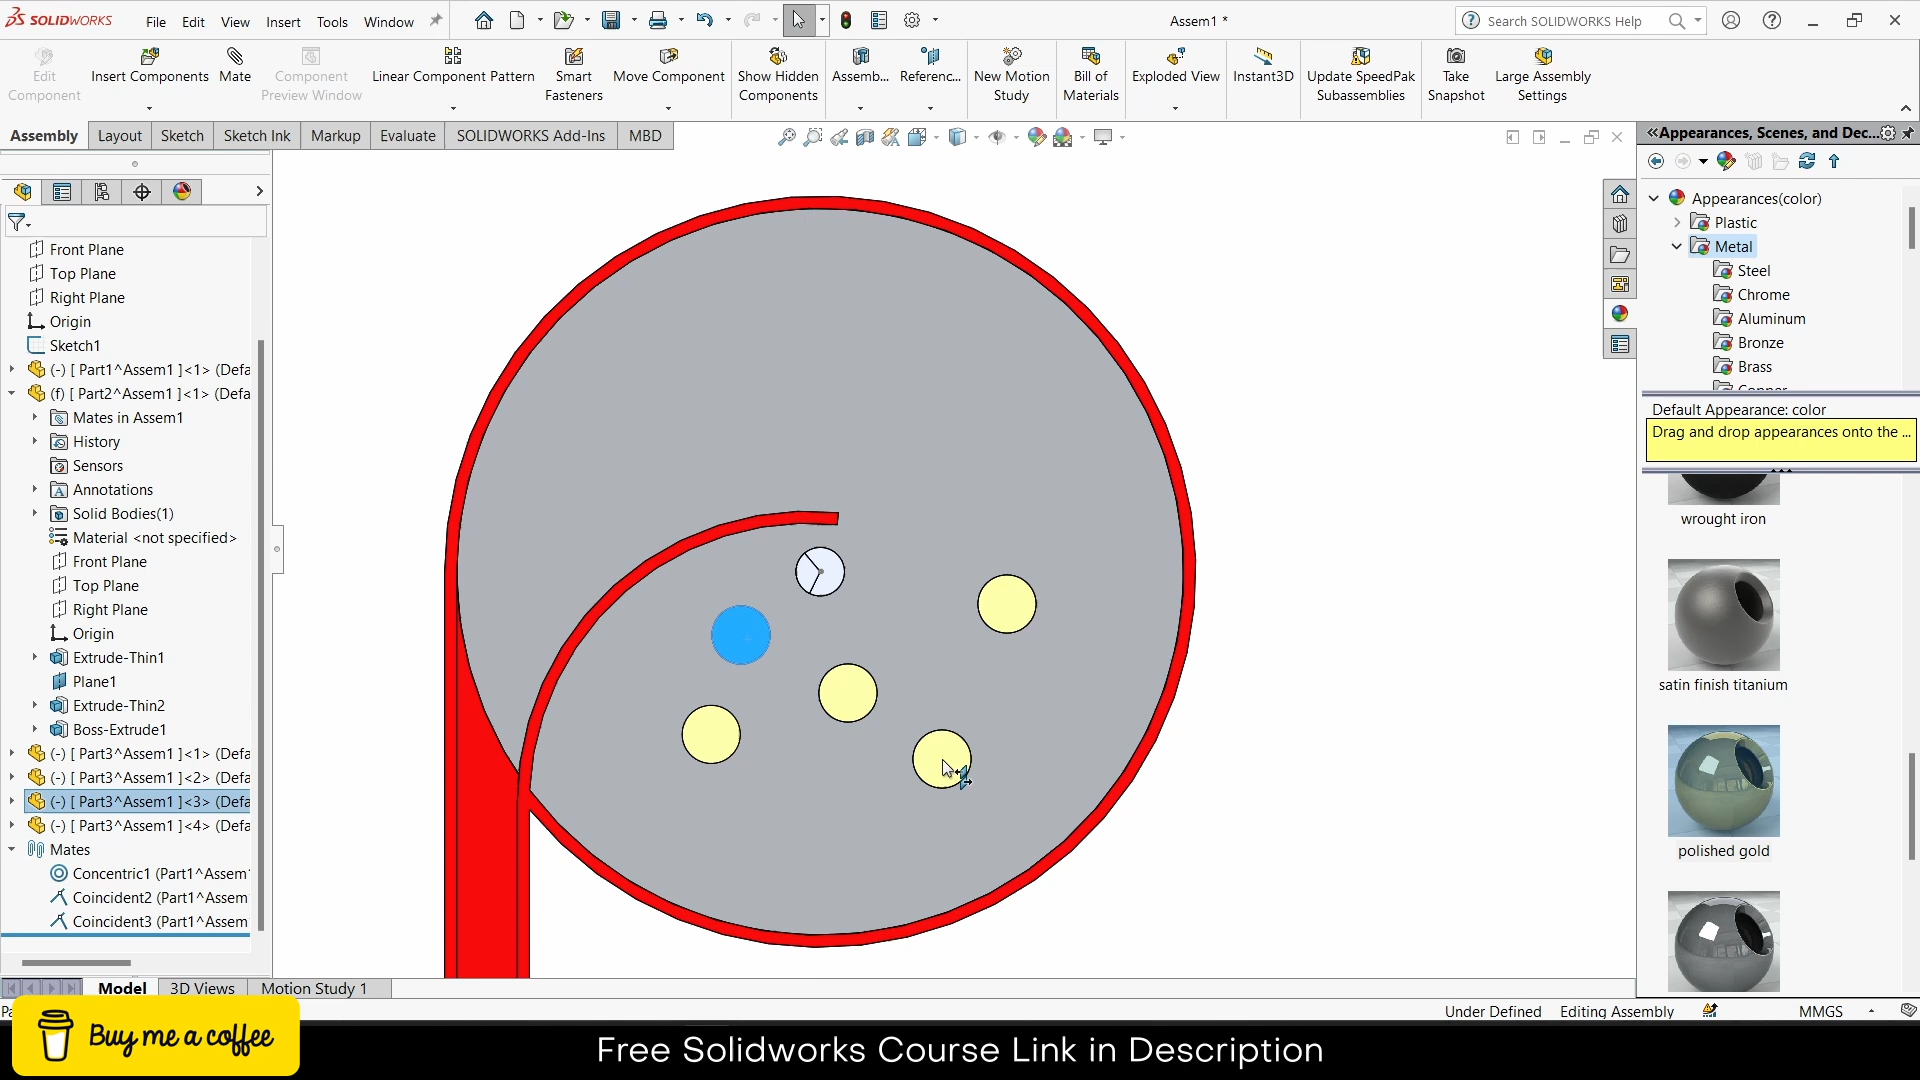 SOLIDWORKS File Edit View Insert Tools Window Assem1 * Search SOLIDWORKS Help
Edit Component
Insert Components
Mate
Component Preview Window
Linear Component Pattern
Smart Fasteners
Move Component
Show Hidden Components
Assemb...
Referenc...
New Motion Study
Bill of Materials
Exploded View
Instant3D
Update SpeedPak Subassemblies
Take Snapshot
Large Assembly Settings
Assembly Layout Sketch Sketch Ink Markup Evaluate SOLIDWORKS Add-Ins MBD
Front Plane
Top Plane
Right Plane
Origin
Sketch1
(-) [ Part1^Assem1 ]<1> (Defa
(f) [ Part2^Assem1 ]<1> (Defa
Mates in Assem1
History
Sensors
Annotations
Solid Bodies(1)
Material <not specified>
Front Plane
Top Plane
Right Plane
Origin
Extrude-Thin1
Plane1
Extrude-Thin2
Boss-Extrude1
(-) [ Part3^Assem1 ]<1> (Defa
(-) [ Part3^Assem1 ]<2> (Defa
(-) [ Part3^Assem1 ]<3> (Defa
(-) [ Part3^Assem1 ]<4> (Defa
Mates
Concentric1 (Part1^Assem
Coincident2 (Part1^Assem
Coincident3 (Part1^Assem
Model 3D Views Motion Study 1
Appearances, Scenes, and Dec...
Appearances(color)
Plastic
Metal
Steel
Chrome
Aluminum
Bronze
Brass
Default Appearance: color
Drag and drop appearances onto the ...
wrought iron
satin finish titanium
polished gold
Under Defined Editing Assembly MMGS
Buy me a coffee
Free Solidworks Course Link in Description